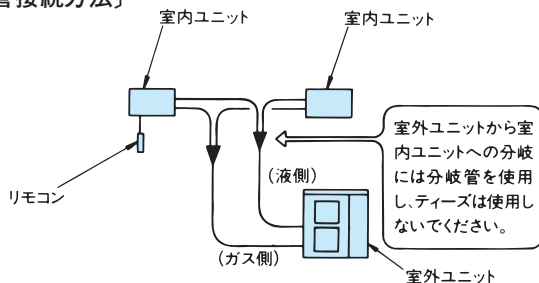 管接続方法」
室内ユニット
室内ユニット
室外ユニットから室
内ユニットへの分岐
には分岐管を使用
し、ティーズは使用し
ないでください。
(液側)
リモコン
(ガス側)
室外ユニット